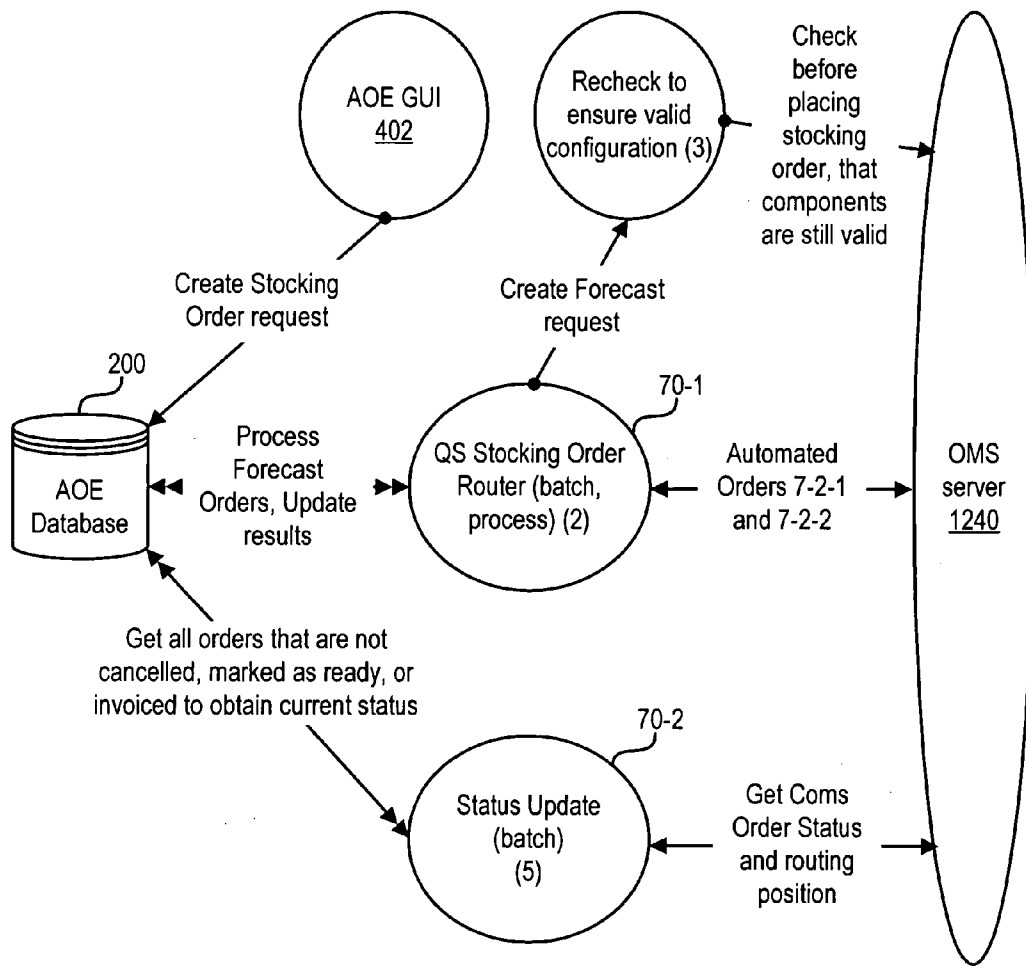 AOE GUI
402
Recheck to
ensure valid
configuration (3)
Check
before
placing
stocking
order, that
components
are still valid
Create Stocking
Order request
Create Forecast
request
200
AOE
Database
Process
Forecast
Orders, Update
results
70-1
QS Stocking Order
Router (batch,
process) (2)
Automated
Orders 7-2-1
and 7-2-2
OMS
server
1240
Get all orders that are not
cancelled, marked as ready, or
invoiced to obtain current status
70-2
Status Update
(batch)
(5)
Get Coms
Order Status
and routing
position